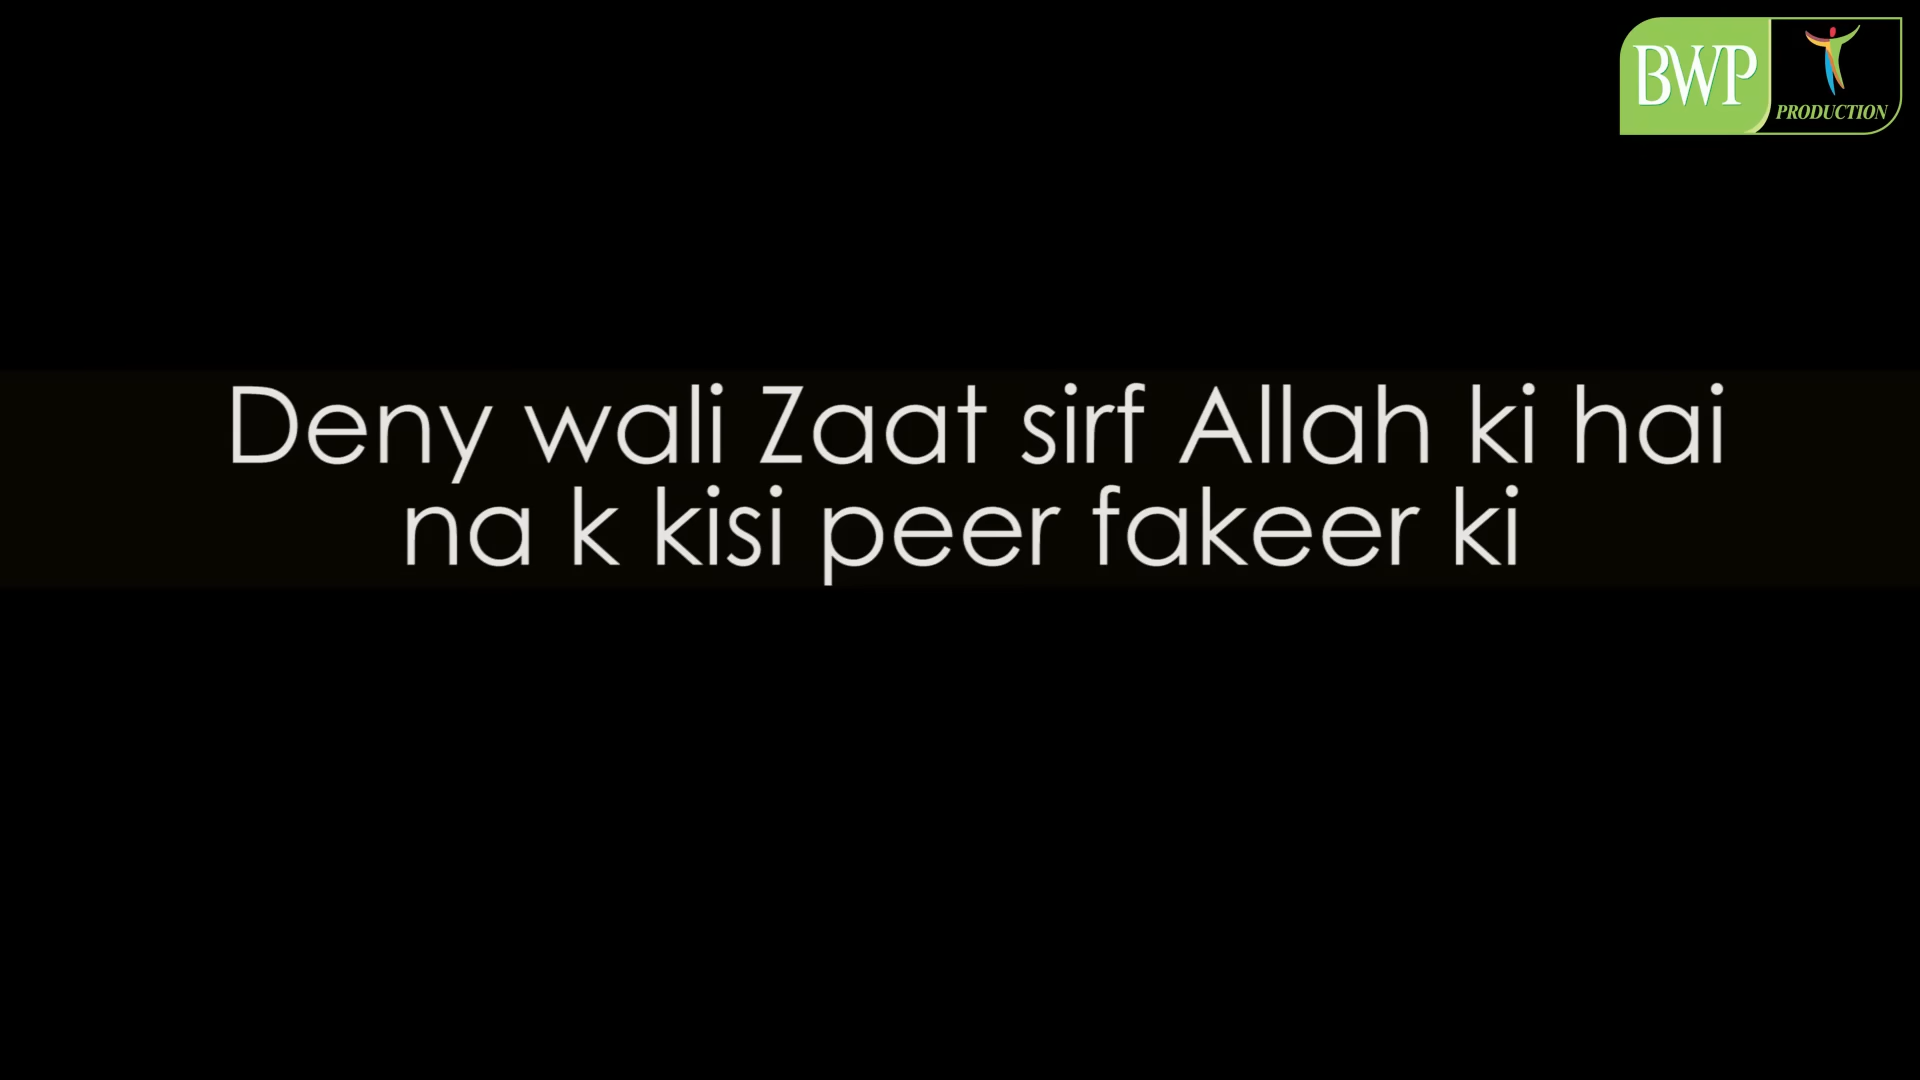 BWP
PRODUCTION
Deny wali Zaat sirf Allah ki hai
na k kisi peer fakeer ki